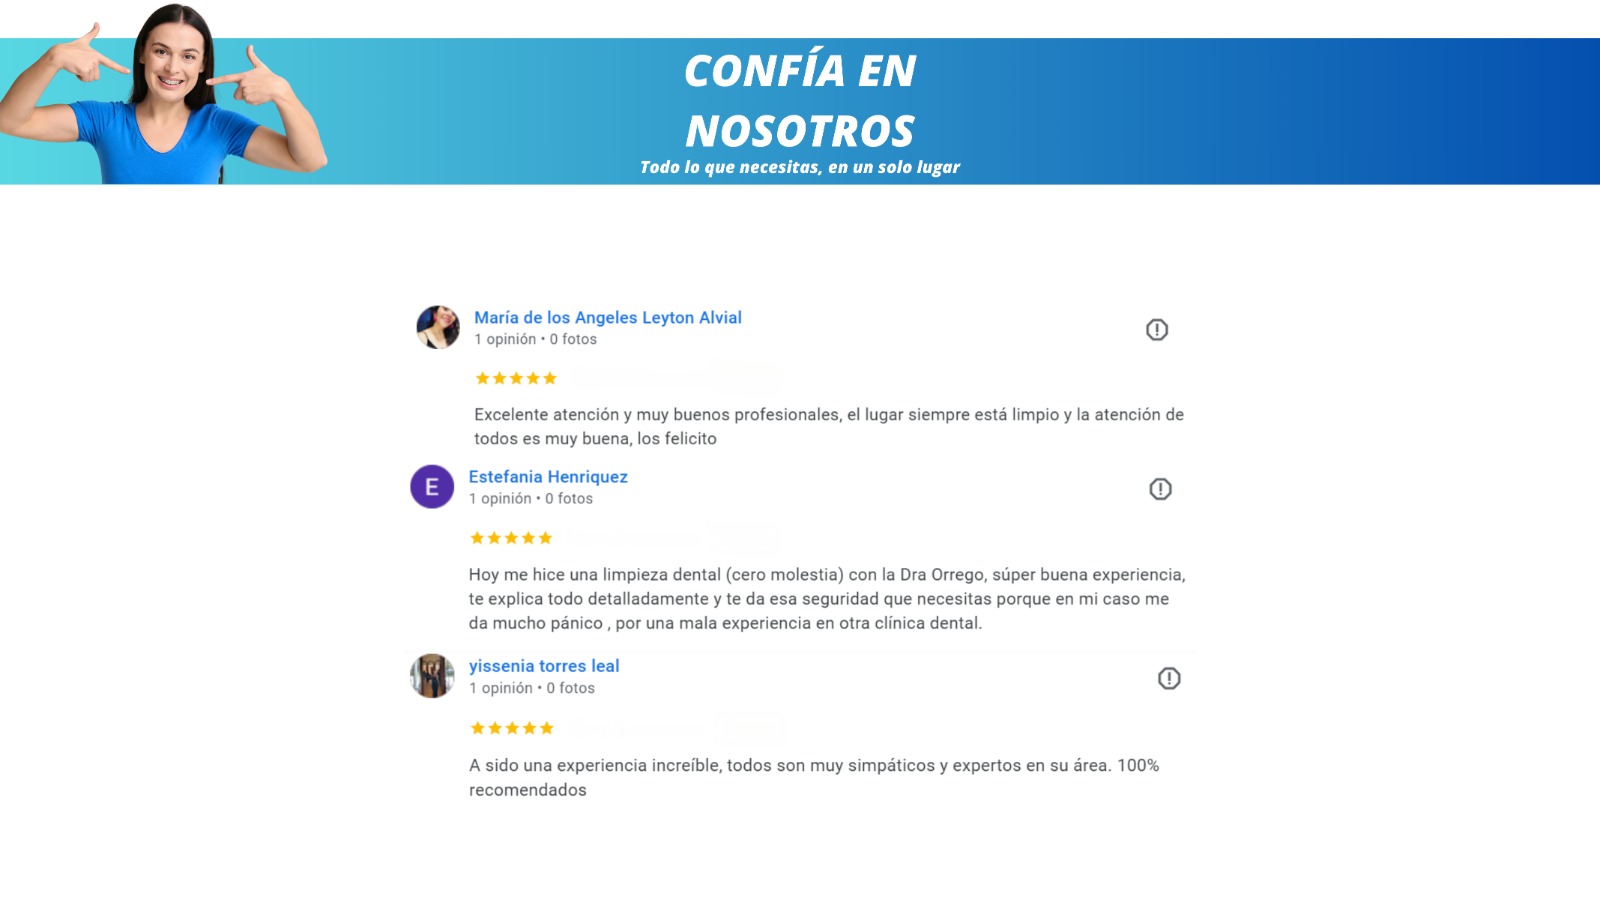 CONFÍA EN
NOSOTROS
Todo lo que necesitas, en un solo lugar
María de los Angeles Leyton Alvial
1 opinión • 0 fotos
Excelente atención y muy buenos profesionales, el lugar siempre está limpio y la atención de
todos es muy buena, los felicito
E
Estefania Henriquez
1 opinión • 0 fotos
Hoy me hice una limpieza dental (cero molestia) con la Dra Orrego, súper buena experiencia,
te explica todo detalladamente y te da esa seguridad que necesitas porque en mi caso me
da mucho pánico , por una mala experiencia en otra clínica dental.
yissenia torres leal
1 opinión • 0 fotos
A sido una experiencia increíble, todos son muy simpáticos y expertos en su área. 100%
recomendados